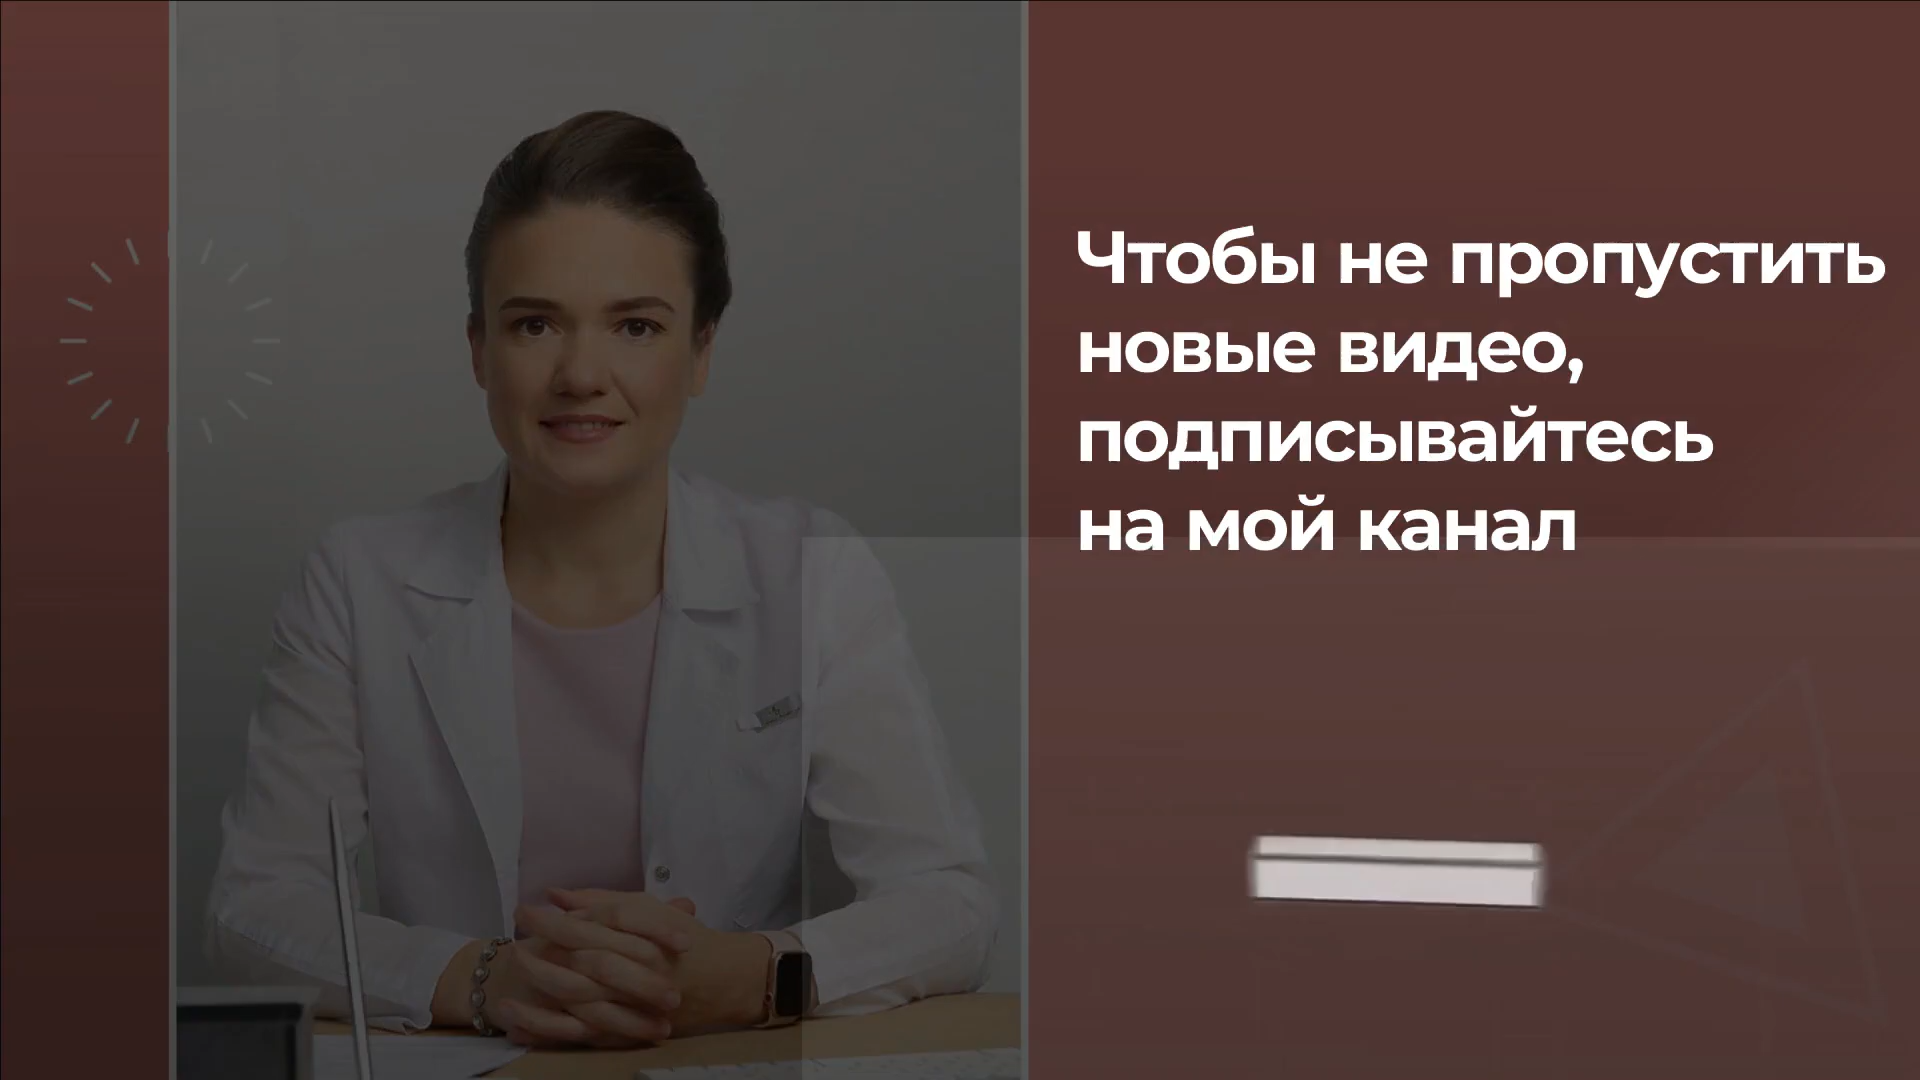 Чтобы не пропустить
новые видео,
подписывайтесь
на мой канал